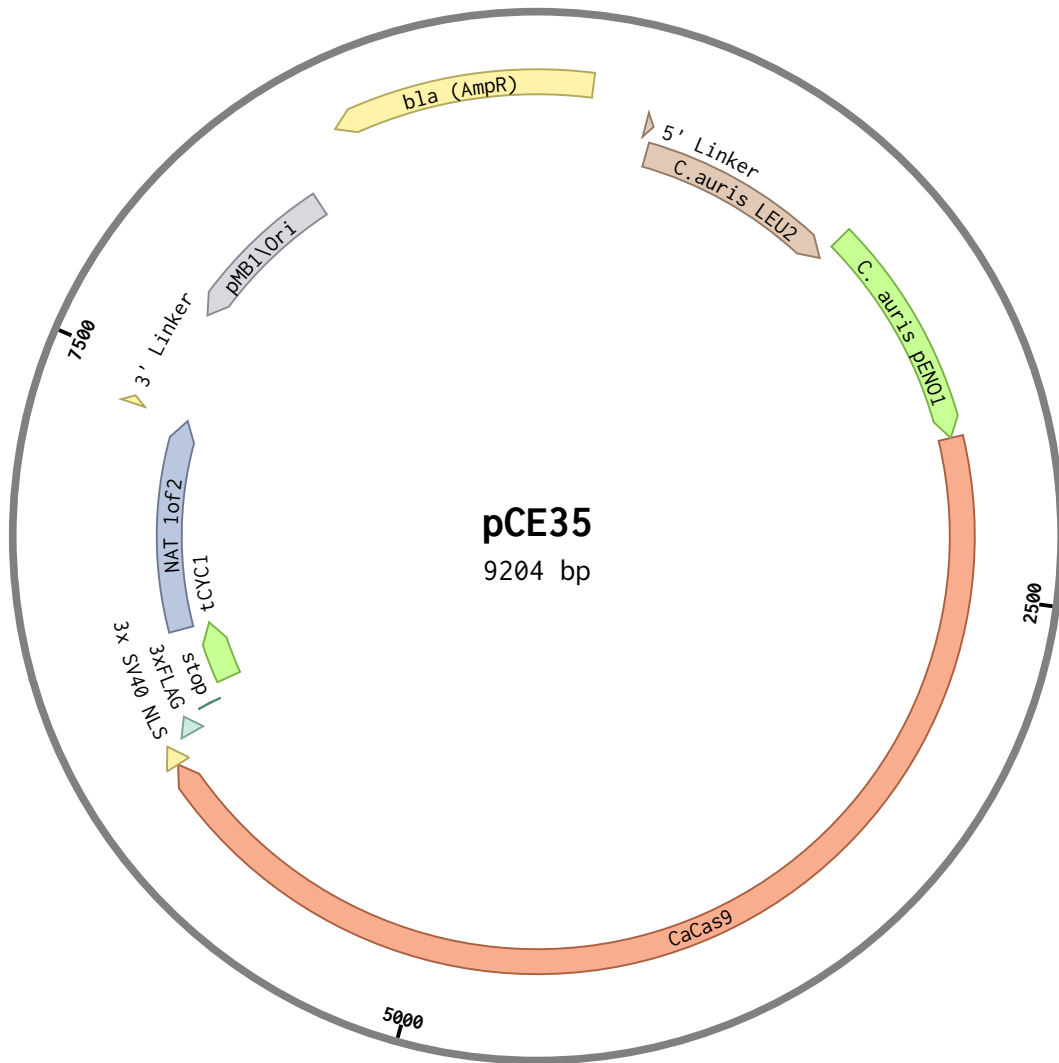 bla (AmpR)
5' Linker
C.auris LEU2
C. auris pENO1
pMB1\Ori
3' Linker
7500
NAT 1of2
tCYC1
stop
3xFLAG
3x SV40 NLS
pCE35
9204 bp
2500
CaCas9
5000